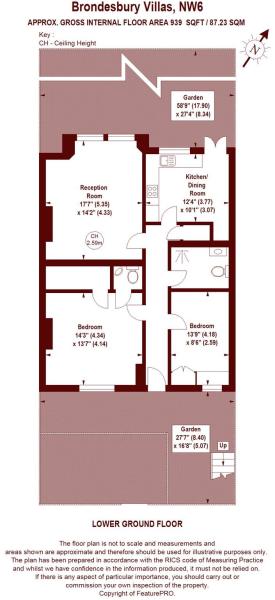 Brondesbury Villas, NW6
APPROX. GROSS INTERNAL FLOOR AREA 939 SQFT / 87.23 SQM
Key :
CH - Ceiling Height
Garden
58'9 (17.90)
x 27'4 (8.34)
Reception
Room
17'7 (5.35)
x 14'2 (4.33)
Kitchen/
Dining
Room
12'4 (3.77)
x 10'1 (3.07)
CH
2.59m
Bedroom
14'3 (4.34)
x 13'7 (4.14)
Bedroom
13'9 (4.18)
x 8'6 (2.59)
Garden
27'7 (8.40)
x 16'8 (5.07)
Up
LOWER GROUND FLOOR
The floor plan is not to scale and measurements and
areas shown are approximate and therefore should be used for illustrative purposes only.
The plan has been prepared in accordance with the RICS code of Measuring Practice
and whilst we have confidence in the information produced, it must not be relied on.
If there is any aspect of particular importance, you should carry out or
commission your own inspection of the property.
Copyright of FeaturePRO.